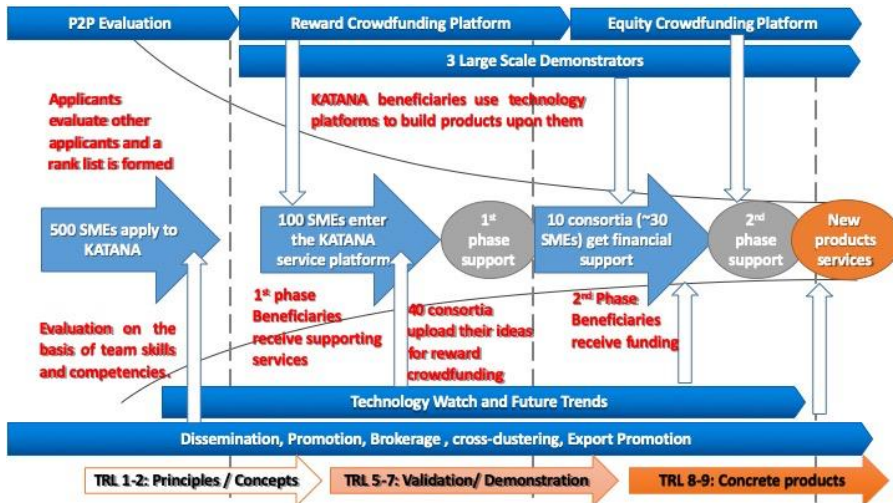 P2P Evaluation
Reward Crowdfunding Platform
Equity Crowdfunding Platform
3 Large Scale Demonstrators
Applicants
evaluate other
applicants and a
rank list is formed
KATANA beneficiaries use technology
platforms to build products upon them
500 SMEs apply to
KATANA
100 SMEs enter
the KATANA
service platform
1st
phase
support
10 consortia (~30
SMEs) get financial
support
2nd
phase
support
New
products
services
Evaluation on the
basis of team skills
and competencies.
1st phase
Beneficiaries
receive supporting
services
40 consortia
upload their ideas
for reward
crowdfunding
2nd Phase
Beneficiaries
receive funding
Technology Watch and Future Trends
Dissemination, Promotion, Brokerage , cross-clustering, Export Promotion
TRL 1-2: Principles / Concepts
TRL 5-7: Validation/ Demonstration
TRL 8-9: Concrete products